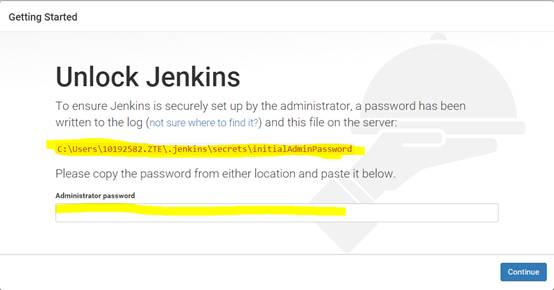 Getting Started
Unlock Jenkins
To ensure Jenkins is securely set up by the administrator, a password has been
written to the log (not sure where to find it?) and this file on the server:
C:\Users\10192582.ZTE\.jenkins\secrets\initialAdminPassword
Please copy the password from either location and paste it below.
Administrator password
Continue